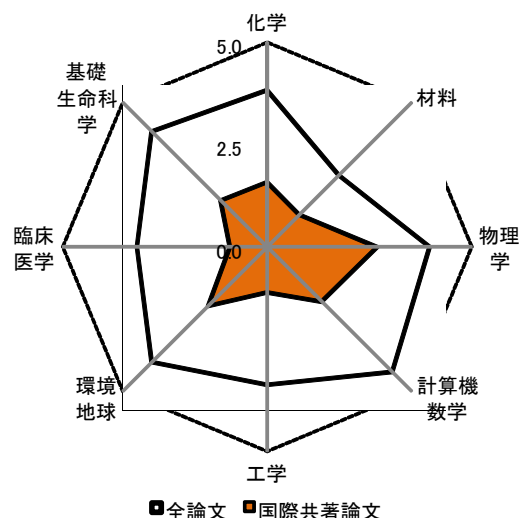 化学
5.0
基礎
生命科
学
材料
2.5
臨床
医学
0.0
物理
学
環境
地球
計算機
数学
工学
全論文 国際共著論文